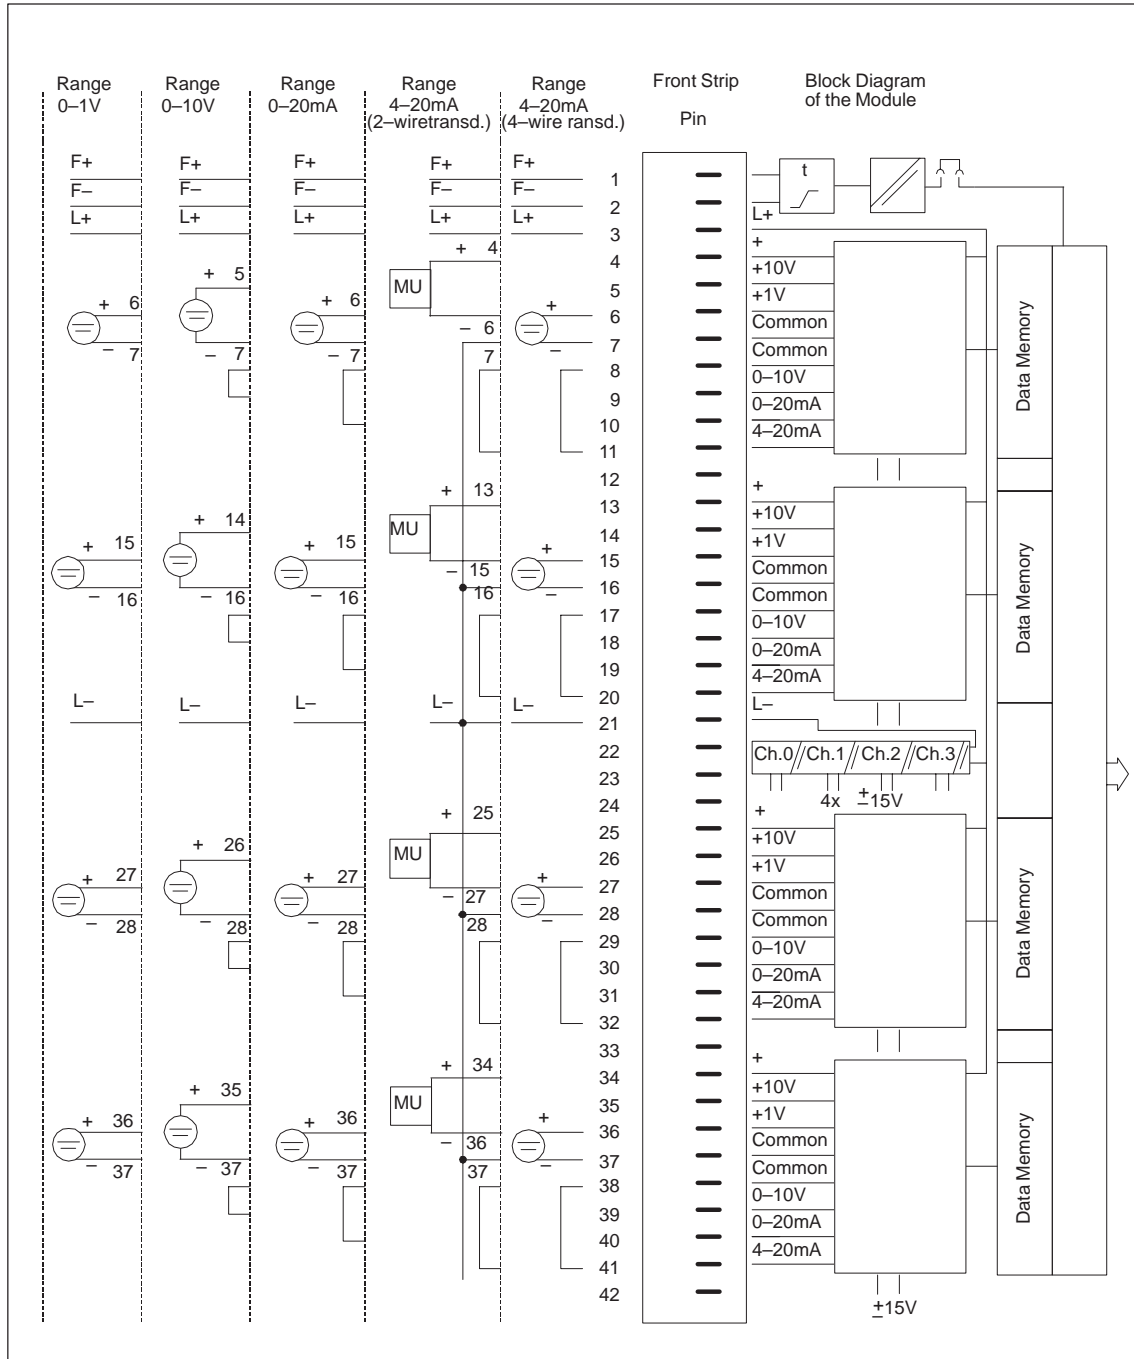 Range
0–1V
Range
0–10V
Range
0–20mA
Range
4–20mA
(2–wiretransd.)
Range
4–20mA
(4–wire ransd.)
Front Strip
Pin
Block Diagram
of the Module
F+ F+ F+ F+ F+
F– F– F– F– F–
L+ L+ L+ L+ L+
+ 6
– 7
+ 5
– 7
+ 6
– 7
+ 4
MU
– 6
7
+
–
+ 15
– 16
+ 14
– 16
+ 15
– 16
+ 13
MU
– 15
16
+
–
L– L– L– L– L–
+ 27
– 28
+ 26
– 28
+ 27
– 28
+ 25
MU
– 27
28
+
–
+ 36
– 37
+ 35
– 37
+ 36
– 37
+ 34
MU
– 36
37
+
–
1
2
3
4
5
6
7
8
9
10
11
12
13
14
15
16
17
18
19
20
21
22
23
24
25
26
27
28
29
30
31
32
33
34
35
36
37
38
39
40
41
42
t
L+
+
+10V
+1V
Common
Common
0–10V
0–20mA
4–20mA
+
+10V
+1V
Common
Common
0–10V
0–20mA
4–20mA
L–
Ch.0 Ch.1 Ch.2 Ch.3
4x ±15V
+
+10V
+1V
Common
Common
0–10V
0–20mA
4–20mA
+
+10V
+1V
Common
Common
0–10V
0–20mA
4–20mA
±15V
Data Memory
Data Memory
Data Memory
Data Memory